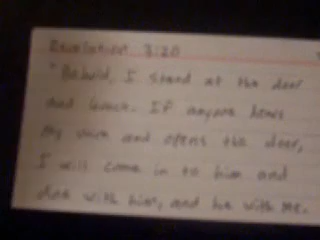 Revelation 3:20
"Behold, I stand at the door
and knock. If anyone hears
my voice and opens the door,
I will come in to him and
dine with him, and he with me.